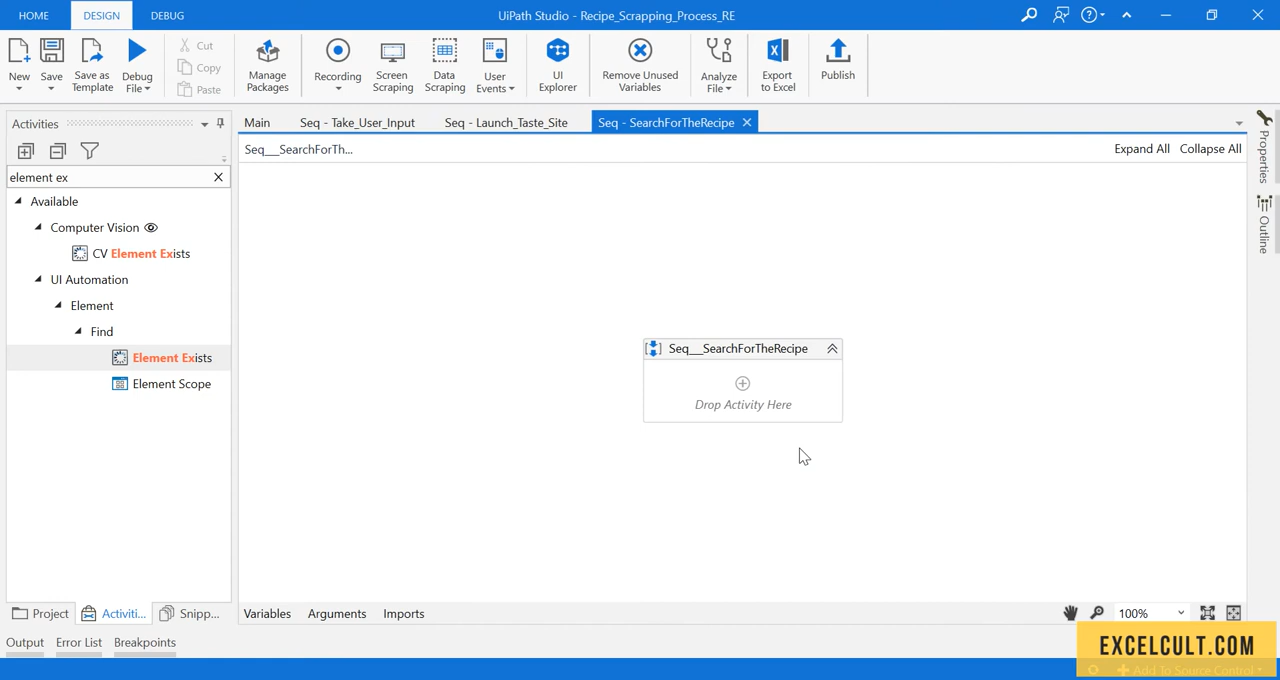 HOME DESIGN DEBUG
UiPath Studio - Recipe_Scrapping_Process_RE
New
Save
Save as Template
Debug File
Cut
Copy
Paste
Manage Packages
Recording
Screen Scraping
Data Scraping
User Events
UI Explorer
Remove Unused Variables
Analyze File
Export to Excel
Publish
Activities
Main
Seq - Take_User_Input
Seq - Launch_Taste_Site
Seq - SearchForTheRecipe
Seq__SearchForTh...
Expand All Collapse All
element ex
Available
Computer Vision
CV Element Exists
UI Automation
Element
Find
Element Exists
Element Scope
Seq__SearchForTheRecipe
Drop Activity Here
Properties
Outline
Project
Activiti...
Snipp...
Variables Arguments Imports
100%
Output Error List Breakpoints
EXCELCULT.COM
Add To Source Control